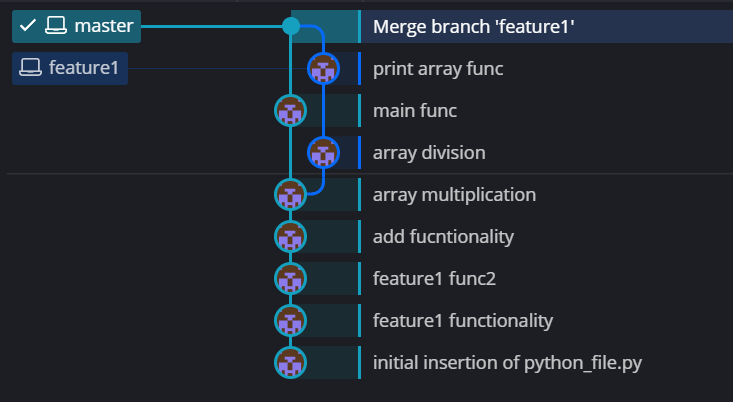 master
Merge branch 'feature1'
feature1
print array func
main func
array division
array multiplication
add fucntionality
feature1 func2
feature1 functionality
initial insertion of python_file.py